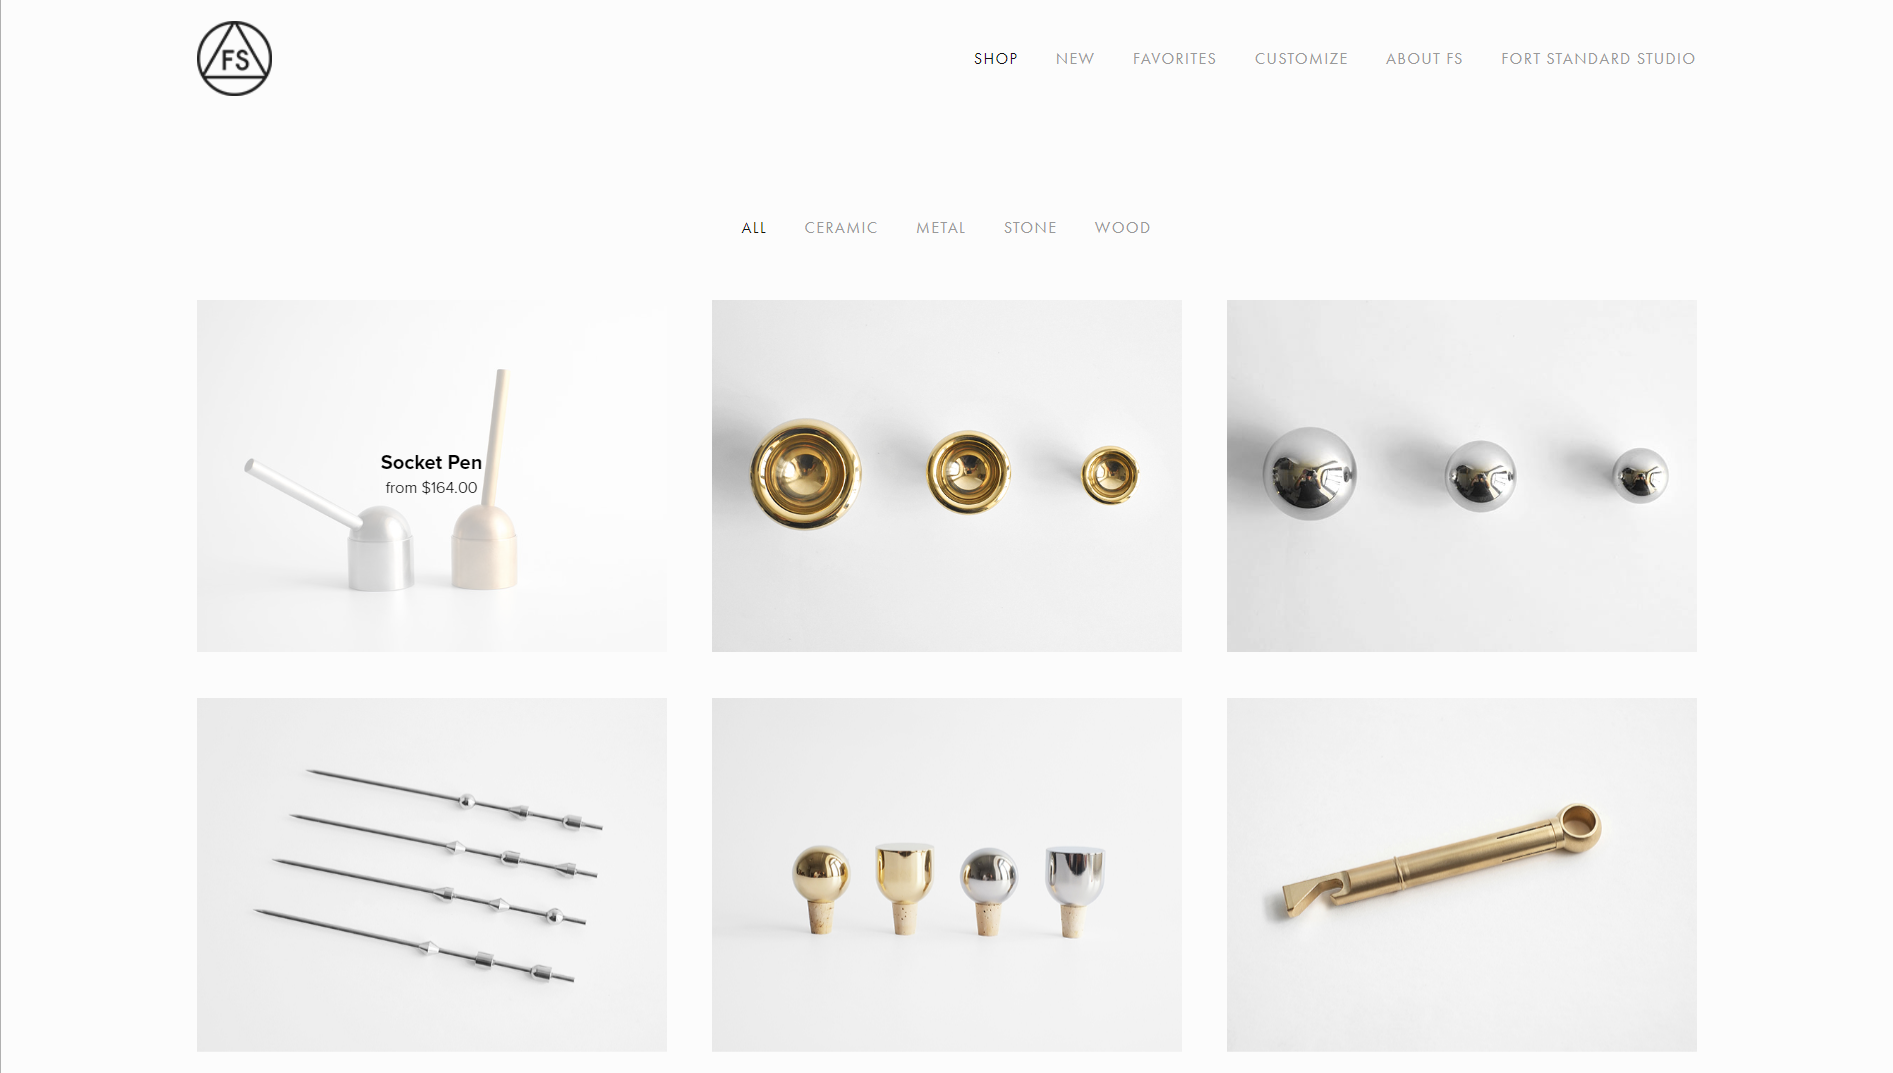 FS
SHOP NEW FAVORITES CUSTOMIZE ABOUT FS FORT STANDARD STUDIO
ALL CERAMIC METAL STONE WOOD
Socket Pen
from $164.00